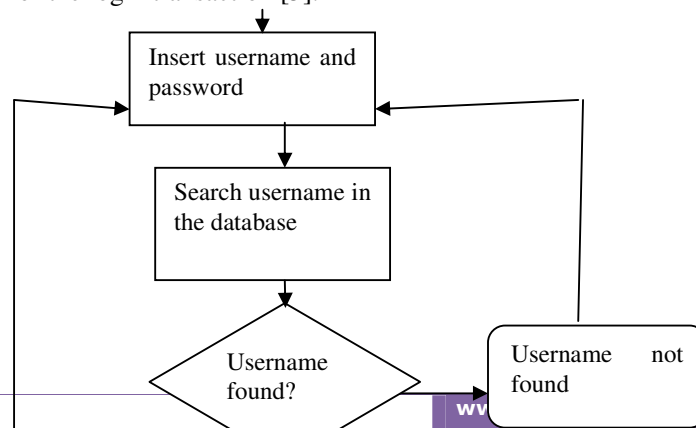 Insert username and
password
Search username in
the database
Username
found?
Username not
found